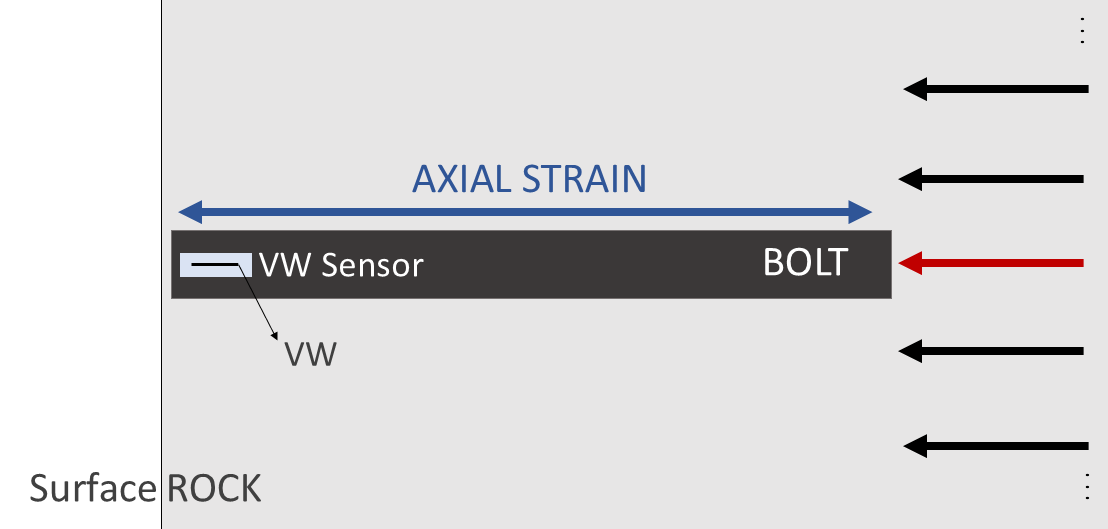 AXIAL STRAIN
VW Sensor
BOLT
VW
Surface ROCK